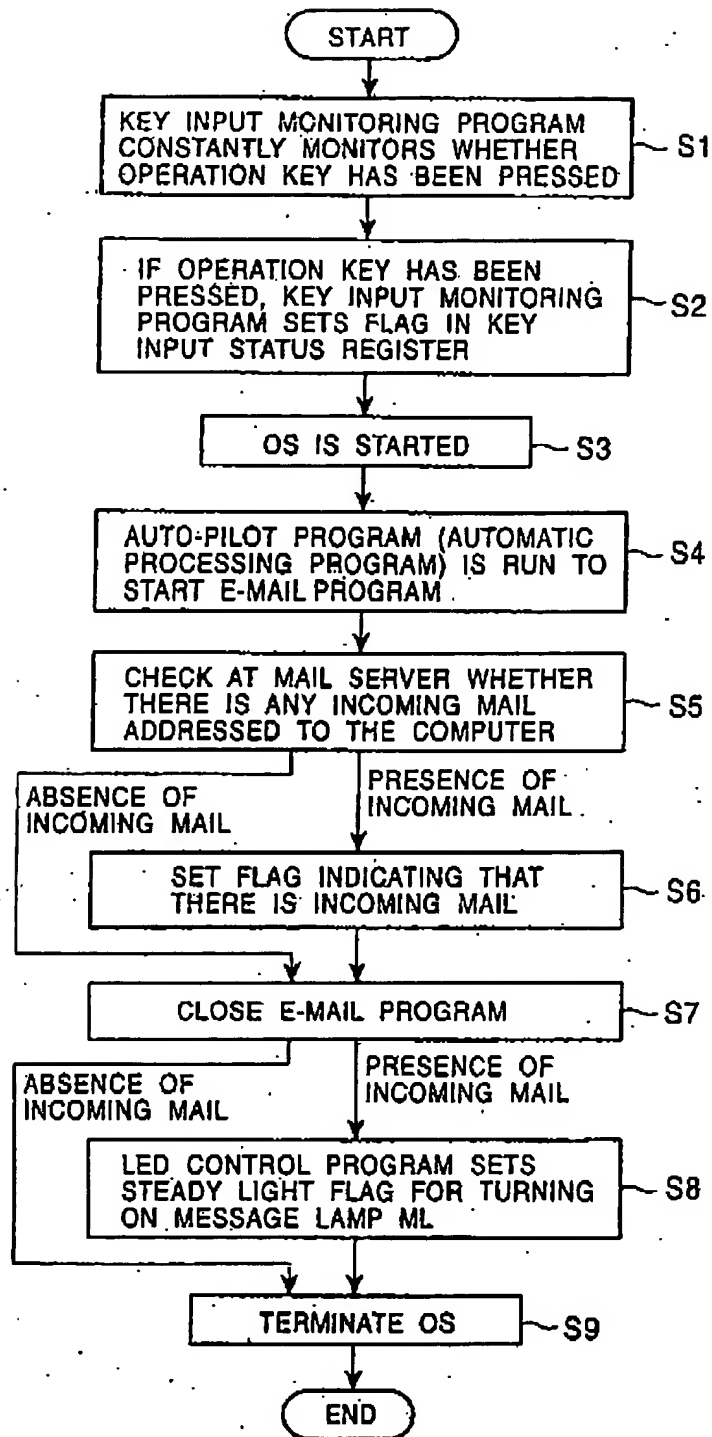 START
KEY INPUT MONITORING PROGRAM
CONSTANTLY MONITORS WHETHER
OPERATION KEY HAS BEEN PRESSED
S1
IF OPERATION KEY HAS BEEN
PRESSED, KEY INPUT MONITORING
PROGRAM SETS FLAG IN KEY
INPUT STATUS REGISTER
S2
OS IS STARTED
S3
AUTO-PILOT PROGRAM (AUTOMATIC
PROCESSING PROGRAM) IS RUN TO
START E-MAIL PROGRAM
S4
CHECK AT MAIL SERVER WHETHER
THERE IS ANY INCOMING MAIL
ADDRESSED TO THE COMPUTER
S5
ABSENCE OF
INCOMING MAIL
PRESENCE OF
INCOMING MAIL
SET FLAG INDICATING THAT
THERE IS INCOMING MAIL
S6
CLOSE E-MAIL PROGRAM
S7
ABSENCE OF
INCOMING MAIL
PRESENCE OF
INCOMING MAIL
LED CONTROL PROGRAM SETS
STEADY LIGHT FLAG FOR TURNING
ON MESSAGE LAMP ML
S8
TERMINATE OS
S9
END